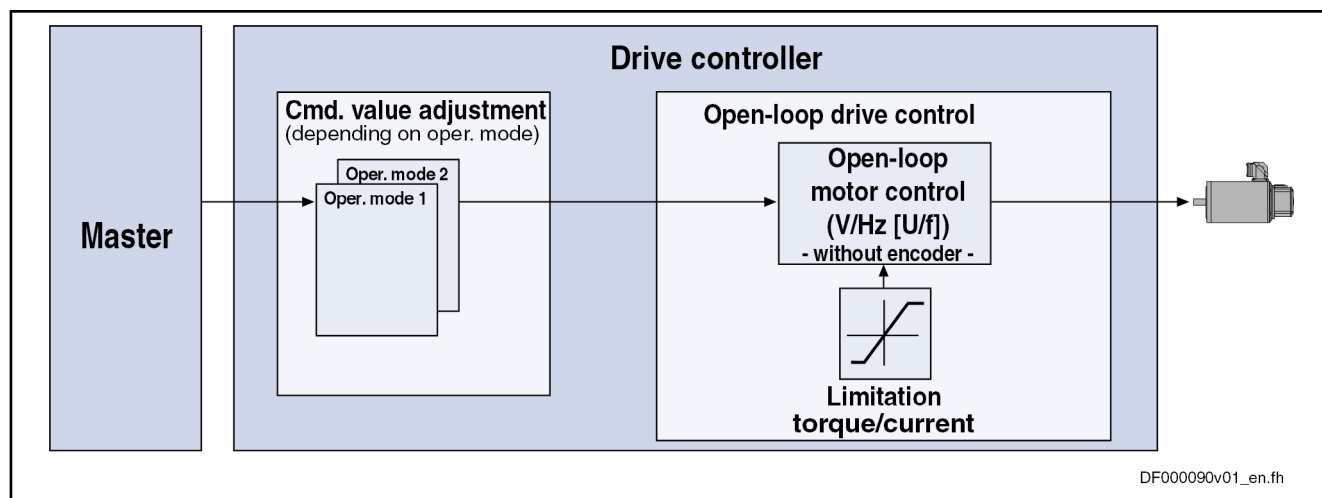 Drive controller
Master
Cmd. value adjustment
(depending on oper. mode)
Oper. mode 2
Oper. mode 1
Open-loop drive control
Open-loop
motor control
(V/Hz [U/f])
- without encoder -
Limitation
torque/current
DF000090v01_en.fh